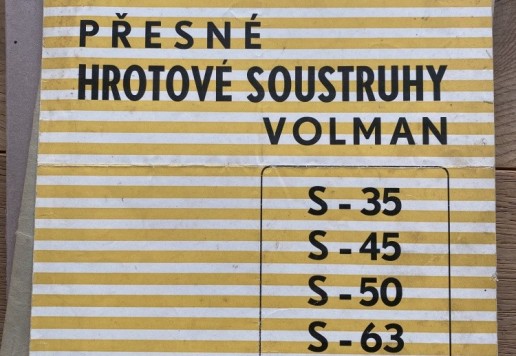 PŘESNÉ
HROTOVÉ SOUSTRUHY
VOLMAN
S - 35
S - 45
S - 50
S - 63